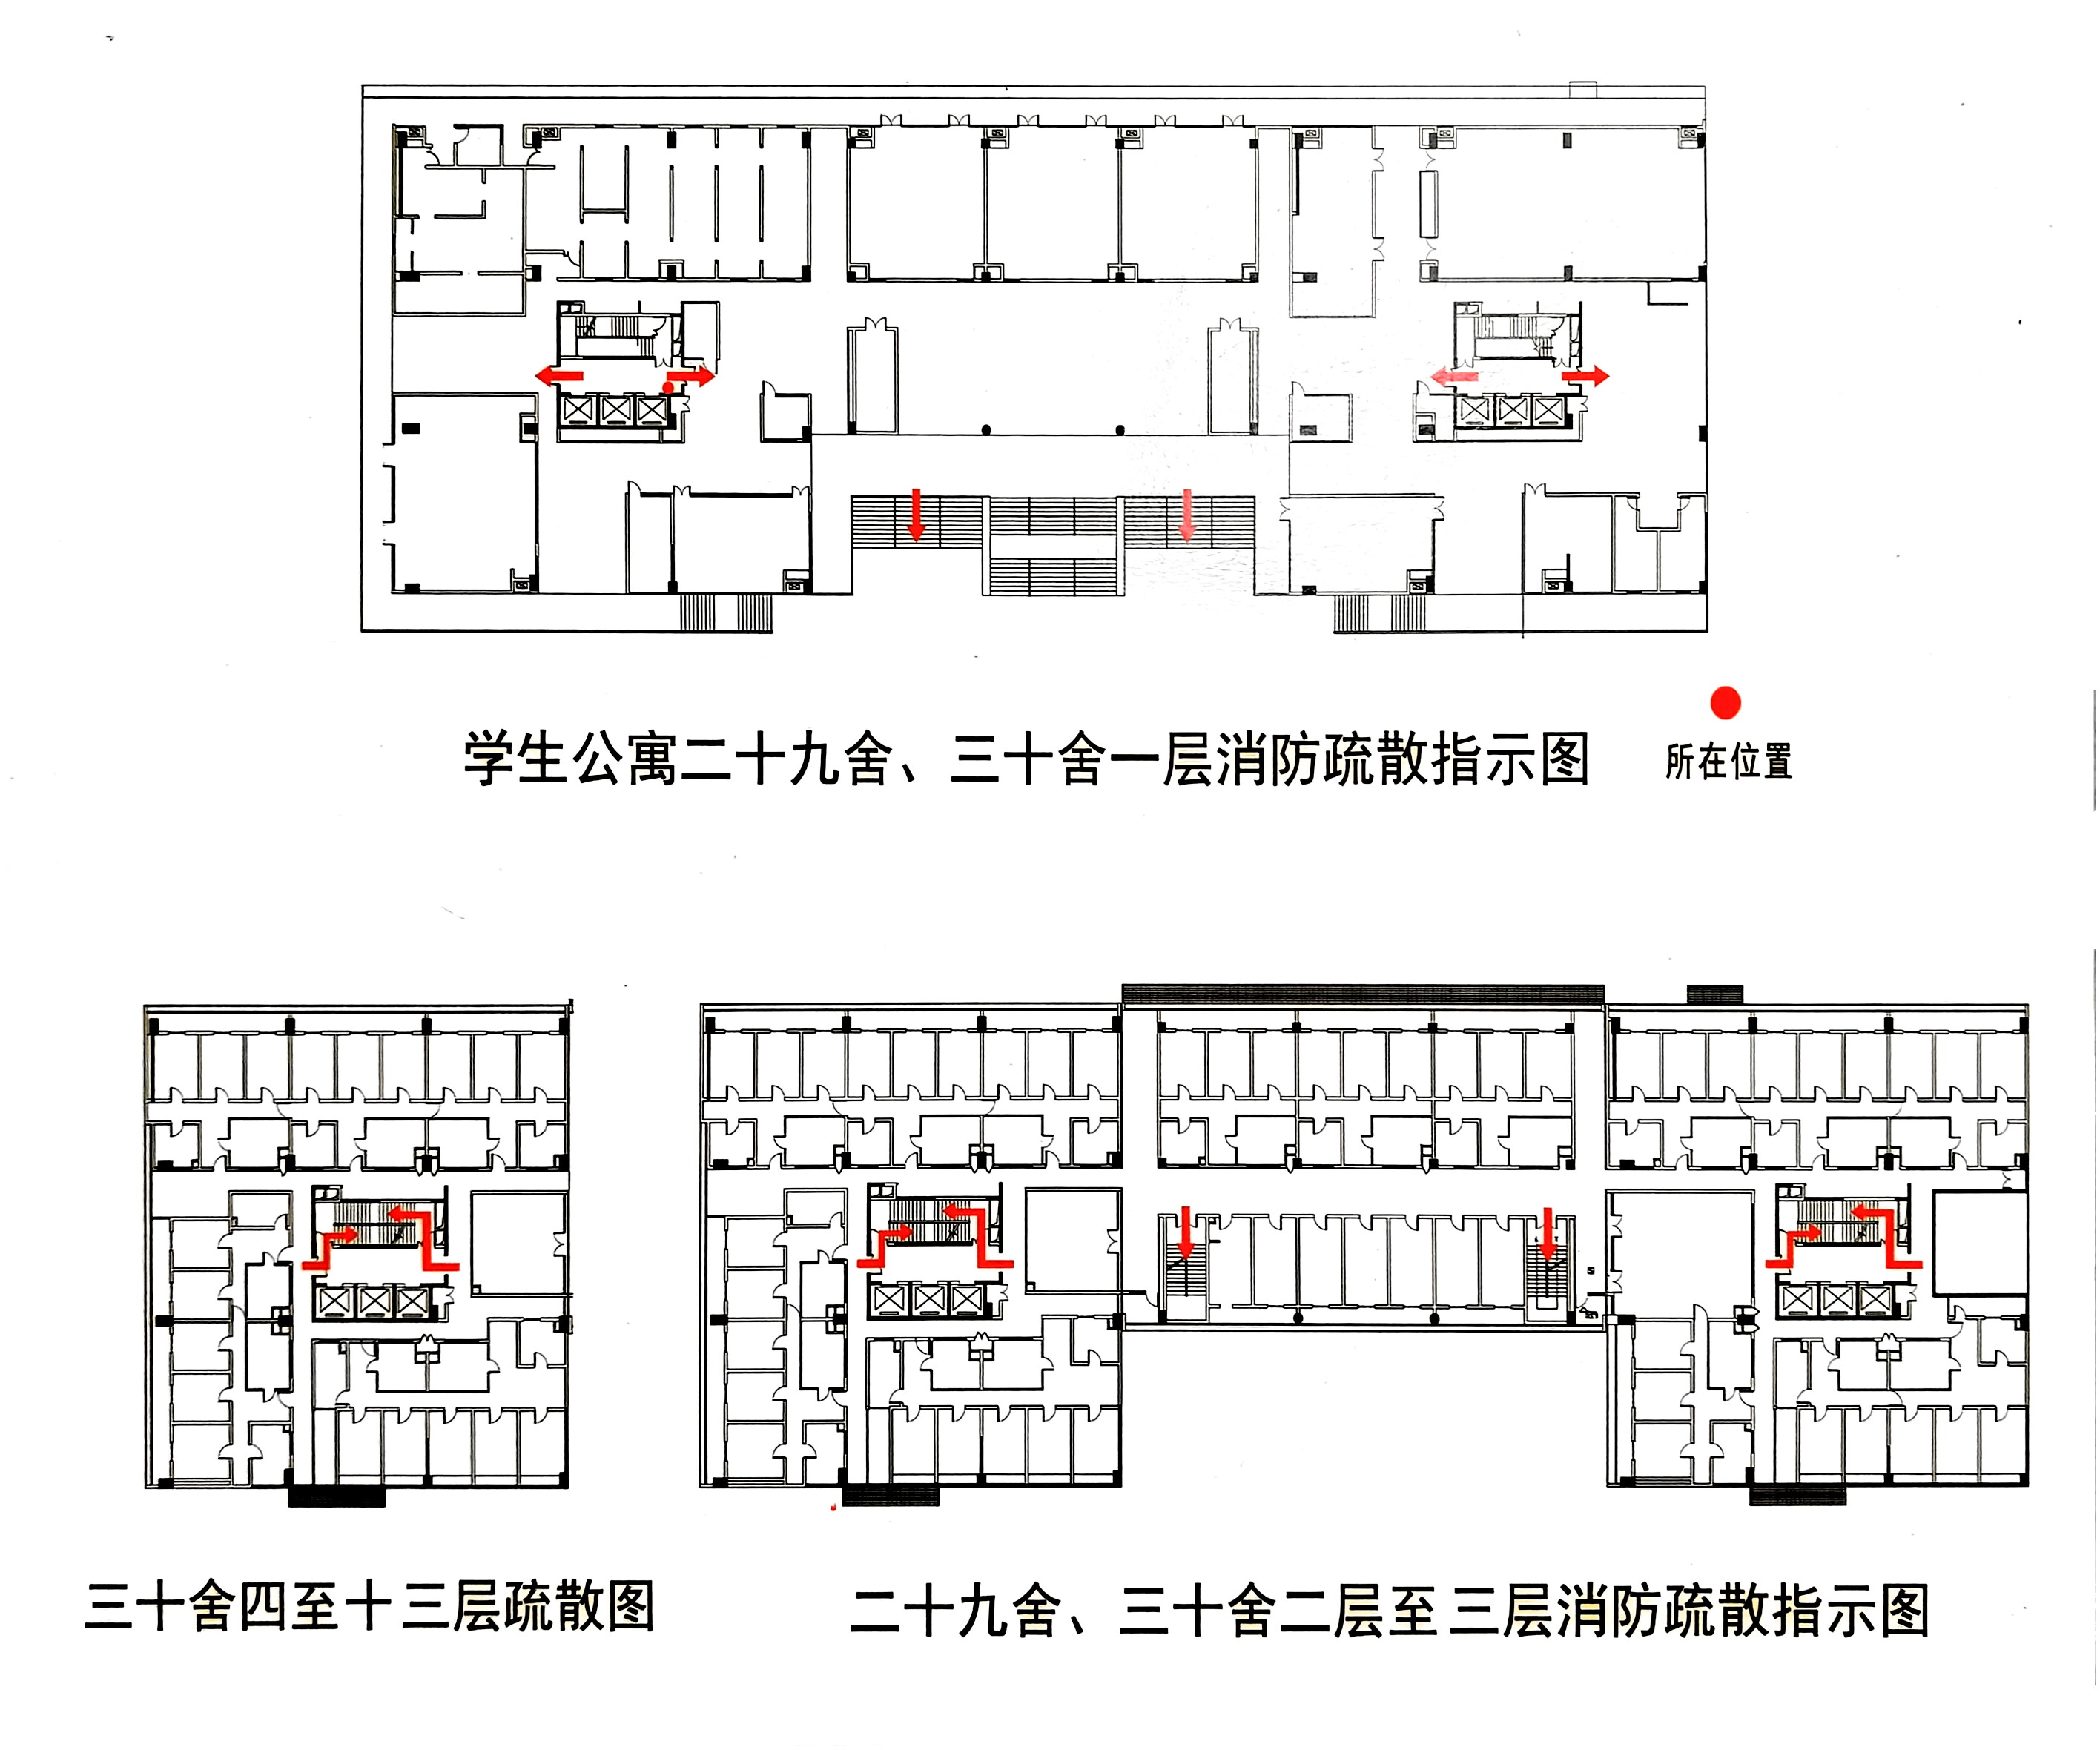 学生公寓二十九舍、三十舍一层消防疏散指示图
所在位置
三十舍四至十三层疏散图
二十九舍、三十舍二层至三层消防疏散指示图